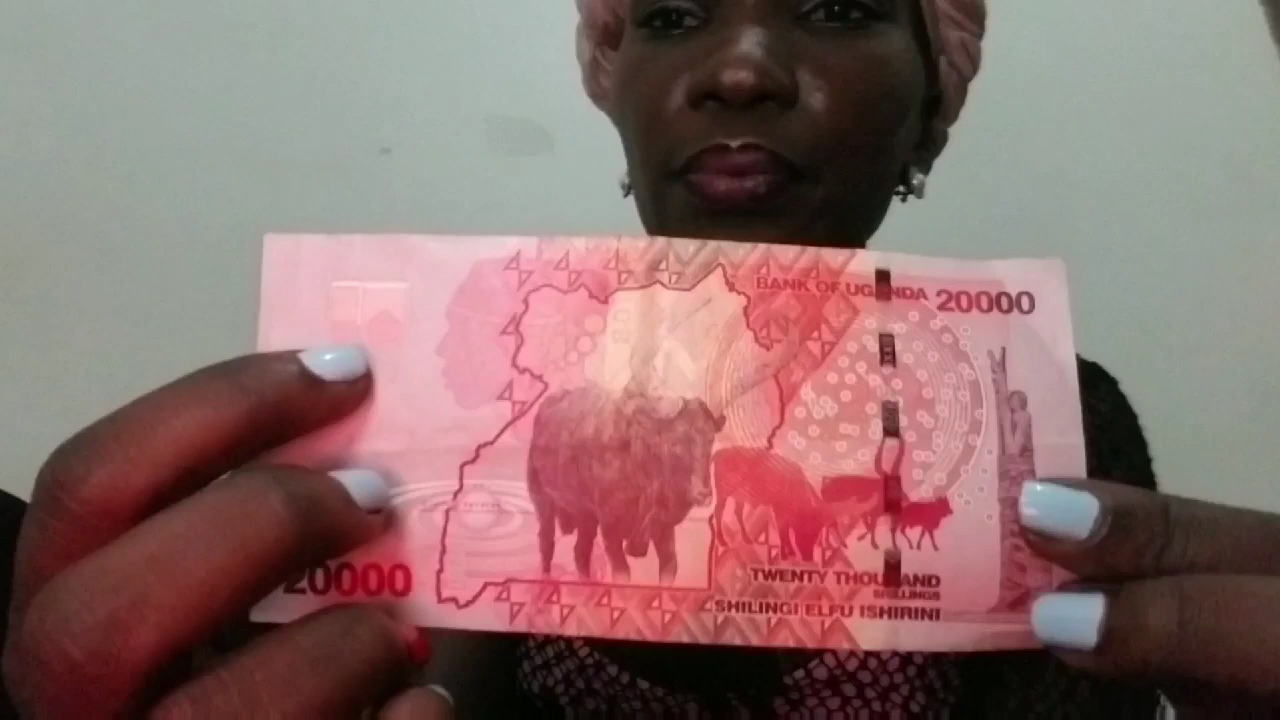 BANK OF UGANDA 20000
20000
TWENTY THOUSAND
SHILLINGS
SHILINGI ELFU ISHIRINI